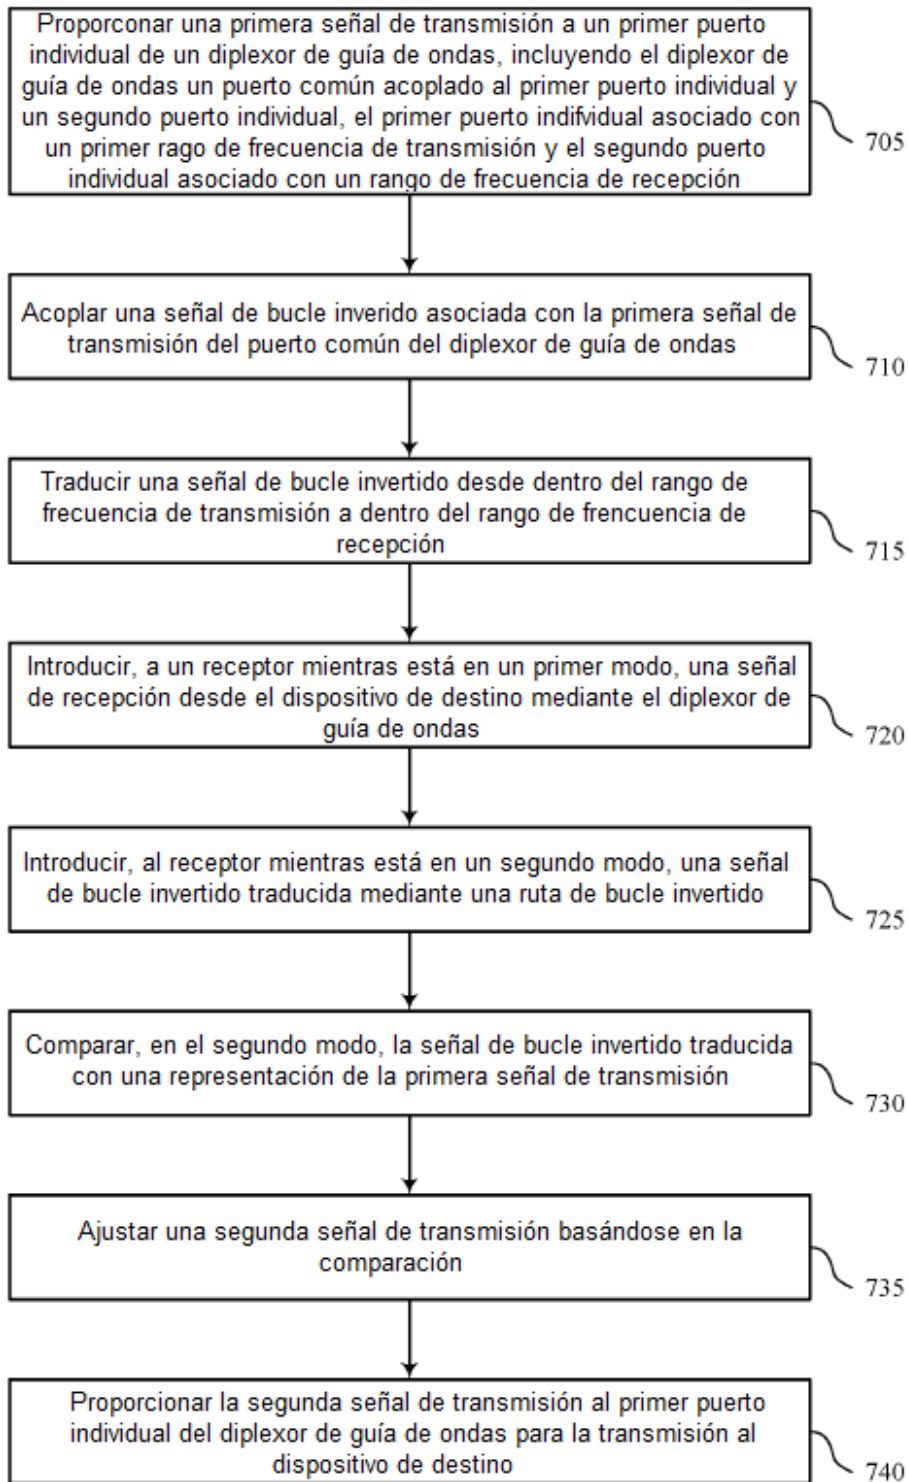 Proporconar una primera señal de transmisión a un primer puerto
individual de un diplexor de guía de ondas, incluyendo el diplexor de
guía de ondas un puerto común acoplado al primer puerto individual y
un segundo puerto individual, el primer puerto indifvidual asociado con
un primer rago de frecuencia de transmisión y el segundo puerto
individual asociado con un rango de frecuencia de recepción
705
Acoplar una señal de bucle inverido asociada con la primera señal de
transmisión del puerto común del diplexor de guía de ondas
710
Traducir una señal de bucle invertido desde dentro del rango de
frecuencia de transmisión a dentro del rango de frencuencia de
recepción
715
Introducir, a un receptor mientras está en un primer modo, una señal
de recepción desde el dispositivo de destino mediante el diplexor de
guía de ondas
720
Introducir, al receptor mientras está en un segundo modo, una señal
de bucle invertido traducida mediante una ruta de bucle invertido
725
Comparar, en el segundo modo, la señal de bucle invertido traducida
con una representación de la primera señal de transmisión
730
Ajustar una segunda señal de transmisión basándose en la
comparación
735
Proporcionar la segunda señal de transmisión al primer puerto
individual del diplexor de guía de ondas para la transmisión al
dispositivo de destino
740